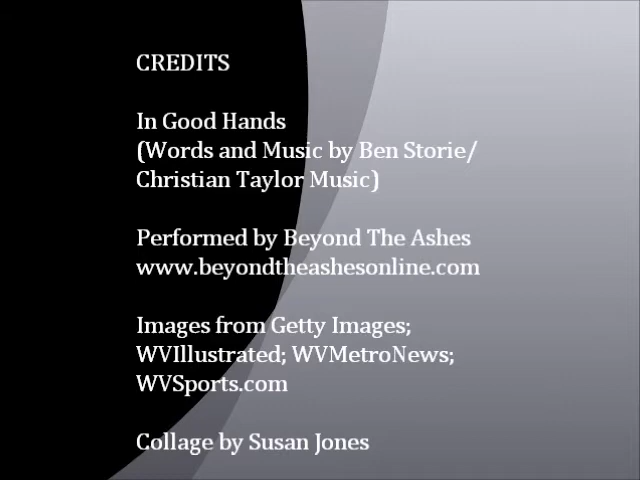 CREDITS
In Good Hands
(Words and Music by Ben Storie/
Christian Taylor Music)
Performed by Beyond The Ashes
www.beyondtheashesonline.com
Images from Getty Images;
WVIllustrated; WVMetroNews;
WVSports.com
Collage by Susan Jones